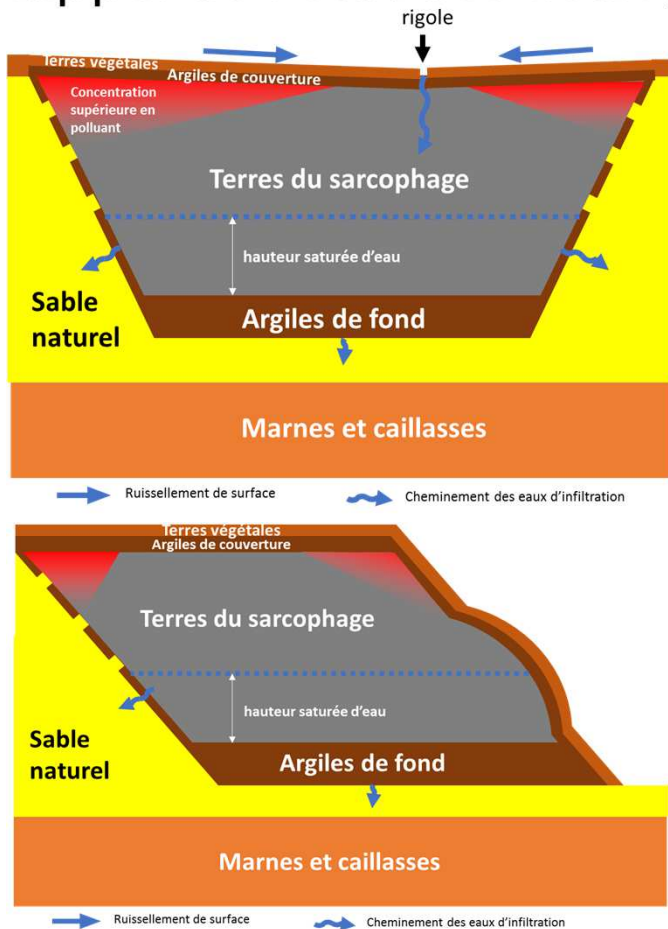 rigole
Terres végétales
Argiles de couverture
Concentration
supérieure en
polluant
Terres du sarcophage
hauteur saturée d'eau
Sable
naturel
Argiles de fond
Marnes et caillasses
Ruissellement de surface
Cheminement des eaux d'infiltration
Terres végétales
Argiles de couverture
Terres du sarcophage
hauteur saturée d'eau
Sable
naturel
Argiles de fond
Marnes et caillasses
Ruissellement de surface
Cheminement des eaux d'infiltration